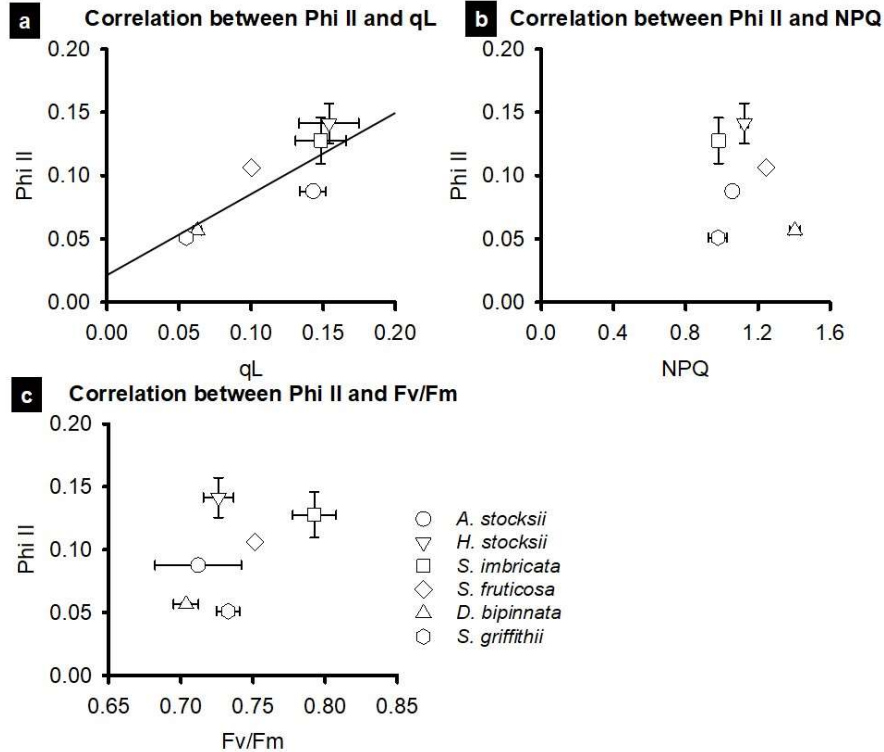 a Correlation between Phi II and qL
0.20
0.15
0.10
0.05
0.00
Phi II
0.00 0.05 0.10 0.15 0.20
qL
b Correlation between Phi II and NPQ
0.20
0.15
0.10
0.05
0.00
Phi II
0.0 0.4 0.8 1.2 1.6
NPQ
c Correlation between Phi II and Fv/Fm
0.20
0.15
0.10
0.05
0.00
Phi II
0.65 0.70 0.75 0.80 0.85
Fv/Fm
A. stocksii
H. stocksii
S. imbricata
S. fruticosa
D. bipinnata
S. griffithii